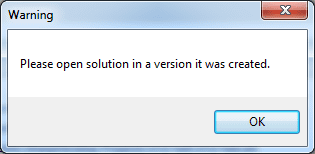 Warning
Please open solution in a version it was created.
OK